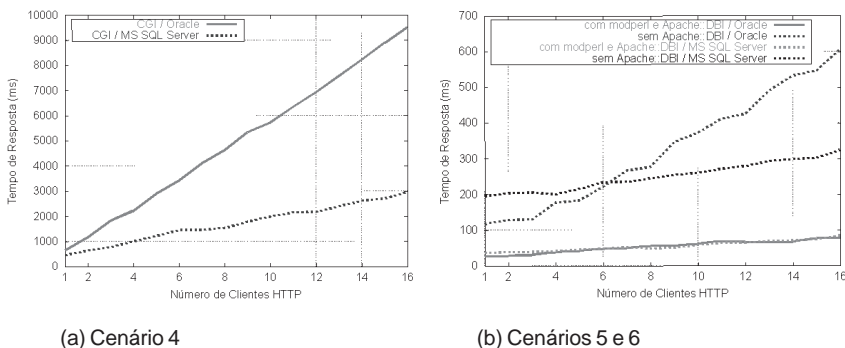 Tempo de Resposta (ms)
10000
9000
8000
7000
6000
5000
4000
3000
2000
1000
0
CGI / Oracle
CGI / MS SQL Server
1 2 4 6 8 10 12 14 16
Número de Clientes HTTP
(a) Cenário 4
Tempo de Resposta (ms)
700
600
500
400
300
200
100
0
com modperl e Apache::DBI / Oracle
sem Apache::DBI / Oracle
com modperl e Apache::DBI / MS SQL Server
sem Apache::DBI / MS SQL Server
1 2 4 6 8 10 12 14 16
Número de Clientes HTTP
(b) Cenários 5 e 6